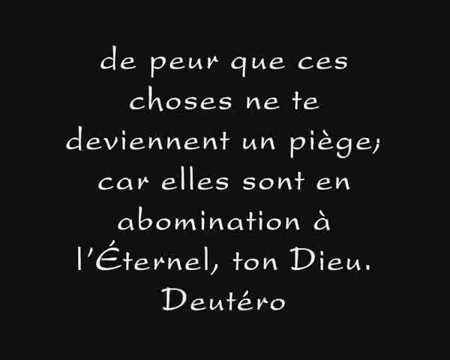 de peur que ces
choses ne te
deviennent un piège;
car elles sont en
abomination à
l'Éternel, ton Dieu.
Deutéro